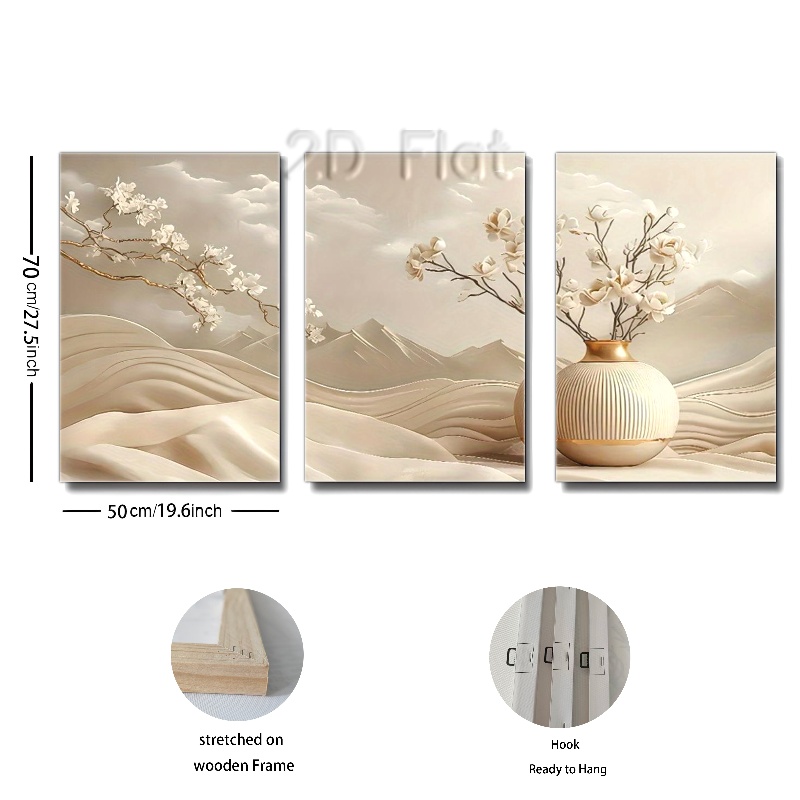 2D Flat
70cm/27.5inch
50cm/19.6inch
stretched on
wooden Frame
Hook
Ready to Hang